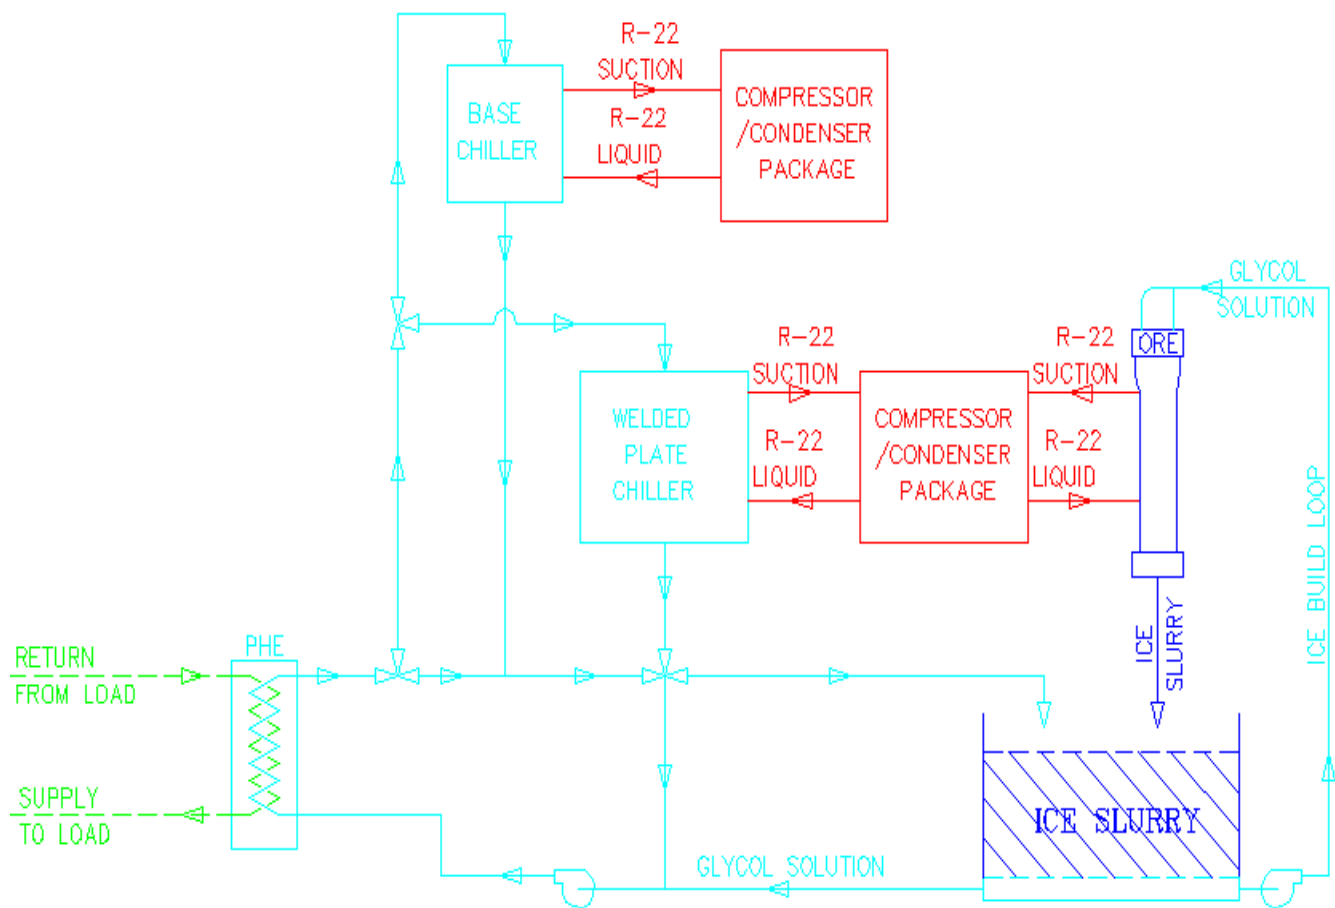 R-22
SUCTION
R-22
LIQUID
BASE
CHILLER
COMPRESSOR
/CONDENSER
PACKAGE
GLYCOL
SOLUTION
ORE
R-22
SUCTION
R-22
LIQUID
WELDED
PLATE
CHILLER
COMPRESSOR
/CONDENSER
PACKAGE
R-22
SUCTION
R-22
LIQUID
ICE BUILD LOOP
ICE
SLURRY
PHE
RETURN
FROM LOAD
SUPPLY
TO LOAD
ICE SLURRY
GLYCOL SOLUTION